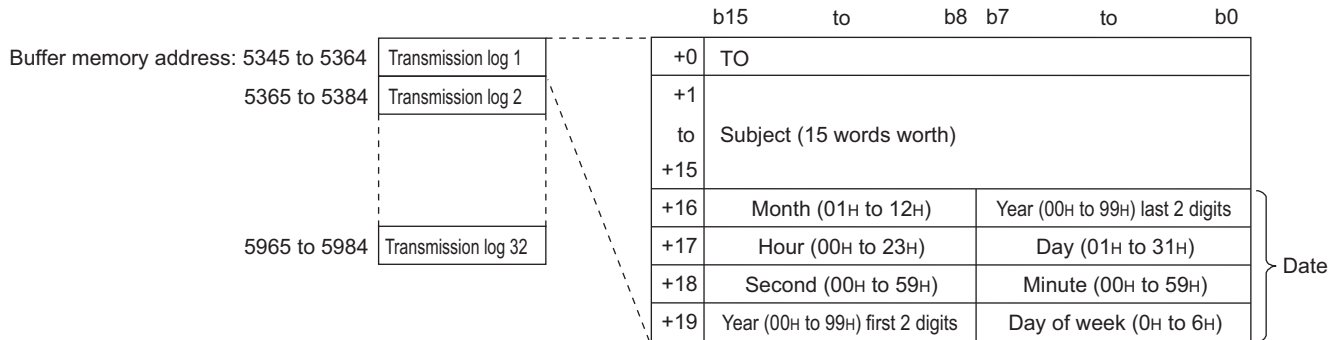 b15 to b8 b7 to b0
Buffer memory address: 5345 to 5364 Transmission log 1 +0 TO
5365 to 5384 Transmission log 2 +1
to Subject (15 words worth)
+15
+16 Month (01H to 12H) Year (00H to 99H) last 2 digits
5965 to 5984 Transmission log 32 +17 Hour (00H to 23H) Day (01H to 31H)
Date
+18 Second (00H to 59H) Minute (00H to 59H)
+19 Year (00H to 99H) first 2 digits Day of week (0H to 6H)